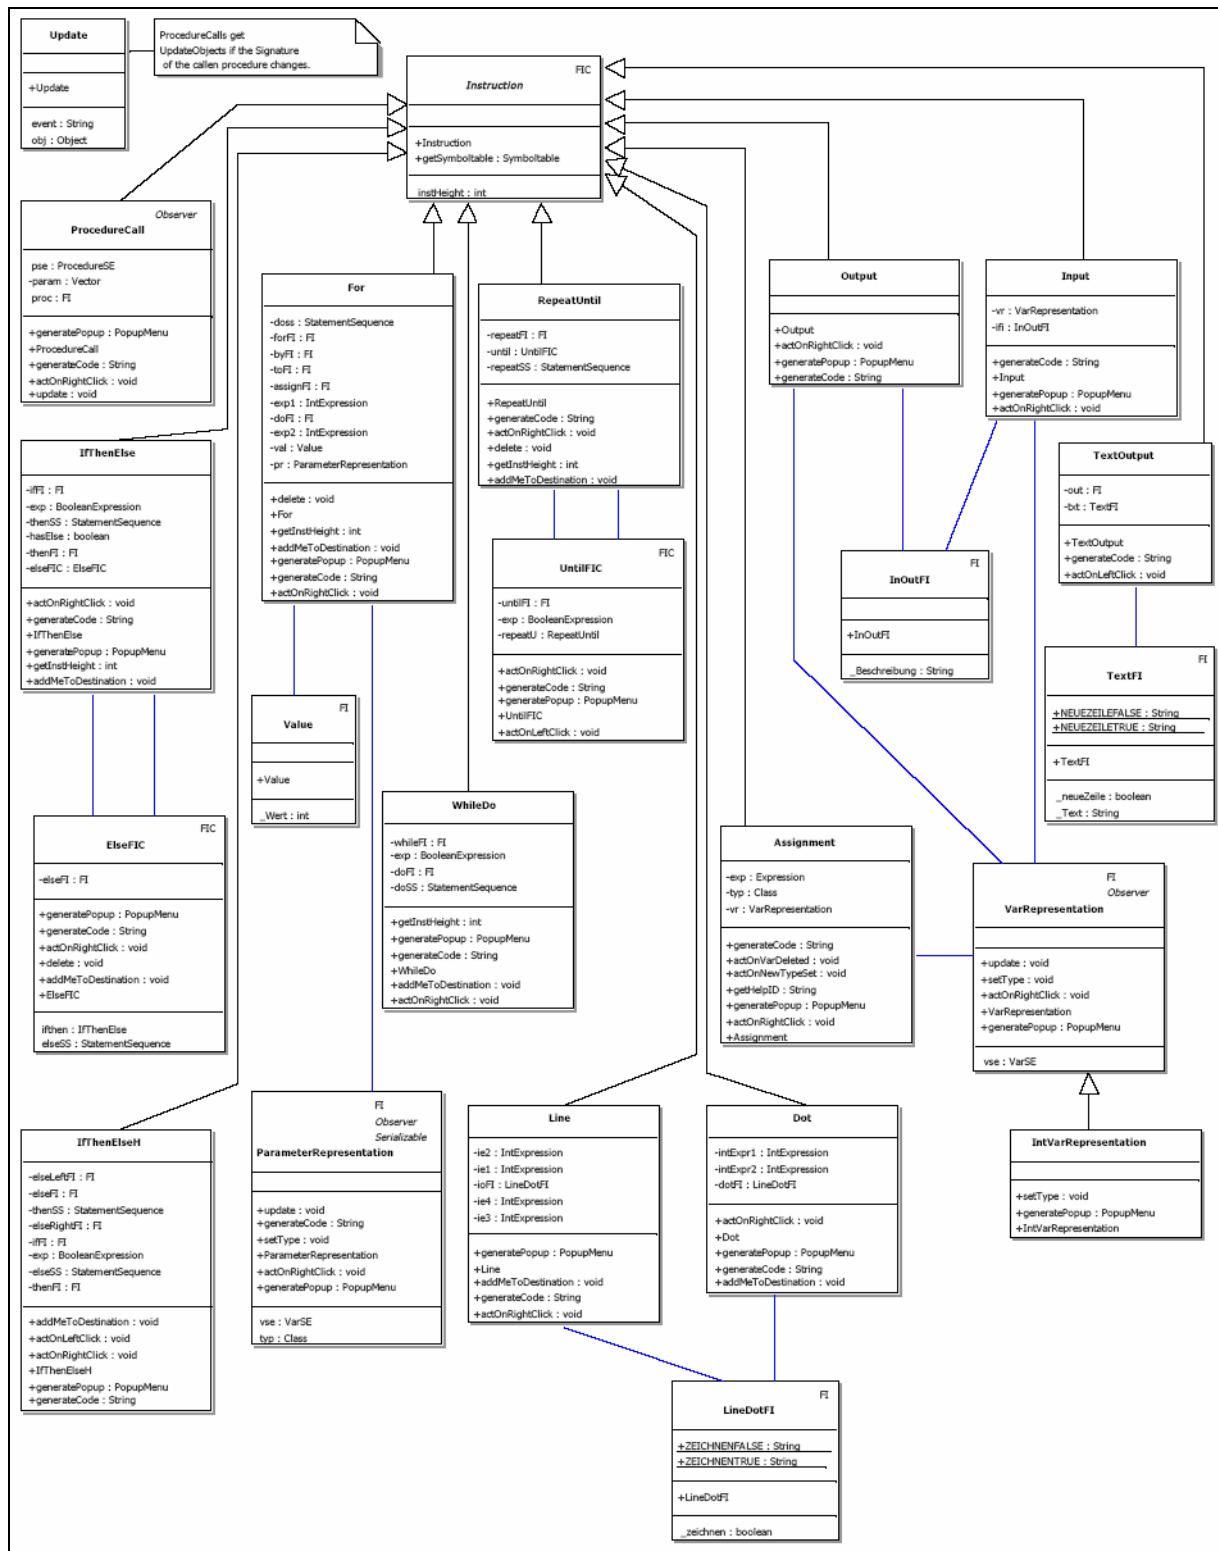 Update
+Update
event : String
obj : Object
ProcedureCalls get
UpdateObjects if the Signature
of the callen procedure changes.
FIC
Instruction
+Instruction
+getSymboltable : Symboltable
instHeight : int
Observer
ProcedureCall
pse : ProcedureSE
-param : Vector
proc : FI
+generatePopup : PopupMenu
+ProcedureCall
+generateCode : String
+actOnRightClick : void
+update : void
For
-doss : StatementSequence
-forFI : FI
-byFI : FI
-toFI : FI
-assignFI : FI
-exp1 : IntExpression
-doFI : FI
-exp2 : IntExpression
-val : Value
-pr : ParameterRepresentation
+delete : void
+For
+getInstHeight : int
+addMeToDestination : void
+generatePopup : PopupMenu
+generateCode : String
+actOnRightClick : void
RepeatUntil
-repeatFI : FI
-until : UntilFIC
-repeatSS : StatementSequence
+RepeatUntil
+generateCode : String
+actOnRightClick : void
+delete : void
+getInstHeight : int
+addMeToDestination : void
Output
+Output
+actOnRightClick : void
+generatePopup : PopupMenu
+generateCode : String
Input
-vr : VarRepresentation
-ifi : InOutFI
+generateCode : String
+Input
+generatePopup : PopupMenu
+actOnRightClick : void
IfThenElse
-ifFI : FI
-exp : BooleanExpression
-thenSS : StatementSequence
-hasElse : boolean
-thenFI : FI
-elseFIC : ElseFIC
+actOnRightClick : void
+generateCode : String
+IfThenElse
+generatePopup : PopupMenu
+getInstHeight : int
+addMeToDestination : void
TextOutput
-out : FI
-txt : TextFI
+TextOutput
+generateCode : String
+actOnLeftClick : void
FIC
UntilFIC
-untilFI : FI
-exp : BooleanExpression
-repeatU : RepeatUntil
+actOnRightClick : void
+generateCode : String
+generatePopup : PopupMenu
+UntilFIC
+actOnLeftClick : void
FI
InOutFI
+InOutFI
_Beschreibung : String
FI
TextFI
+NEUEZEILEFALSE : String
+NEUEZEILETRUE : String
+TextFI
_neueZeile : boolean
_Text : String
FI
Value
+Value
_Wert : int
WhileDo
-whileFI : FI
-exp : BooleanExpression
-doFI : FI
-doSS : StatementSequence
+getInstHeight : int
+generatePopup : PopupMenu
+generateCode : String
+WhileDo
+addMeToDestination : void
+actOnRightClick : void
FIC
ElseFIC
-elseFI : FI
+generatePopup : PopupMenu
+generateCode : String
+actOnRightClick : void
+delete : void
+addMeToDestination : void
+ElseFIC
ifthen : IfThenElse
elseSS : StatementSequence
Assignment
-exp : Expression
-typ : Class
-vr : VarRepresentation
+generateCode : String
+actOnVarDeleted : void
+actOnNewTypeSet : void
+getHelpID : String
+generatePopup : PopupMenu
+actOnRightClick : void
+Assignment
FI
Observer
VarRepresentation
+update : void
+setType : void
+actOnRightClick : void
+VarRepresentation
+generatePopup : PopupMenu
vse : VarSE
IfThenElseH
-elseLeftFI : FI
-elseFI : FI
-thenSS : StatementSequence
-elseRightFI : FI
-ifFI : FI
-exp : BooleanExpression
-elseSS : StatementSequence
-thenFI : FI
+addMeToDestination : void
+actOnLeftClick : void
+actOnRightClick : void
+IfThenElseH
+generatePopup : PopupMenu
+generateCode : String
FI
Observer
Serializable
ParameterRepresentation
+update : void
+generateCode : String
+setType : void
+ParameterRepresentation
+actOnRightClick : void
+generatePopup : PopupMenu
vse : VarSE
typ : Class
Line
-ie2 : IntExpression
-ie1 : IntExpression
-ioFI : LineDotFI
-ie4 : IntExpression
-ie3 : IntExpression
+generatePopup : PopupMenu
+Line
+addMeToDestination : void
+generateCode : String
+actOnRightClick : void
Dot
-intExpr1 : IntExpression
-intExpr2 : IntExpression
-dotFI : LineDotFI
+actOnRightClick : void
+Dot
+generatePopup : PopupMenu
+generateCode : String
+addMeToDestination : void
IntVarRepresentation
+setType : void
+generatePopup : PopupMenu
+IntVarRepresentation
FI
LineDotFI
+ZEICHNENFALSE : String
+ZEICHNENTRUE : String
+LineDotFI
_zeichnen : boolean